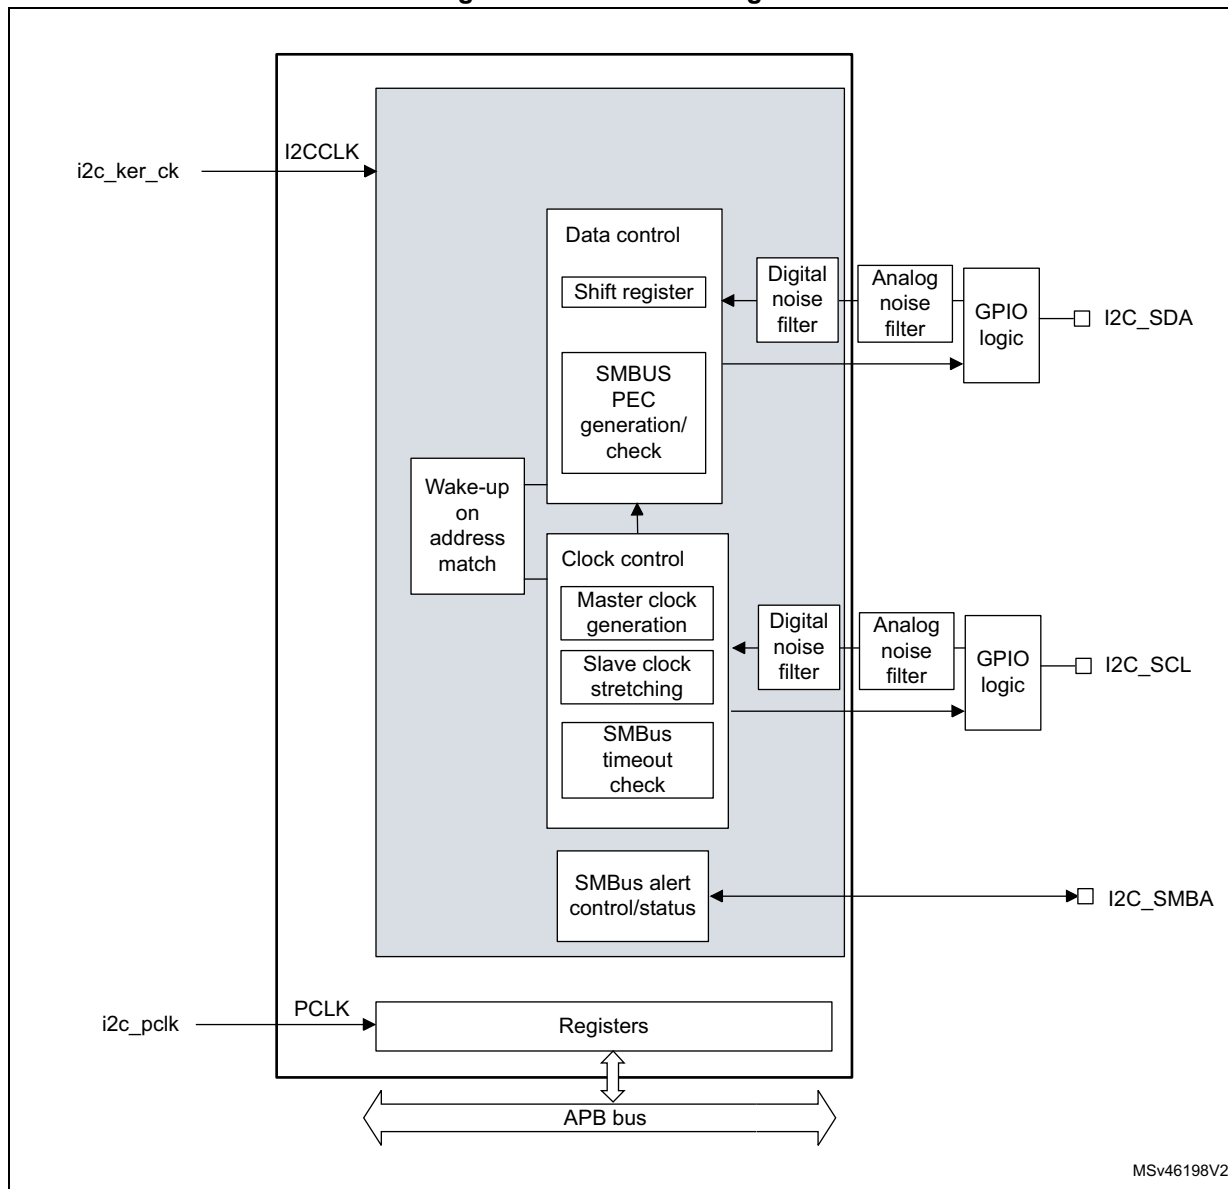 I2CCLK
i2c_ker_ck
Data control
Shift register
SMBUS
PEC
generation/
check
Digital
noise
filter
Analog
noise
filter
GPIO
logic
I2C_SDA
Wake-up
on
address
match
Clock control
Master clock
generation
Slave clock
stretching
SMBus
timeout
check
Digital
noise
filter
Analog
noise
filter
GPIO
logic
I2C_SCL
SMBus alert
control/status
I2C_SMBA
PCLK
i2c_pclk
Registers
APB bus
MSv46198V2